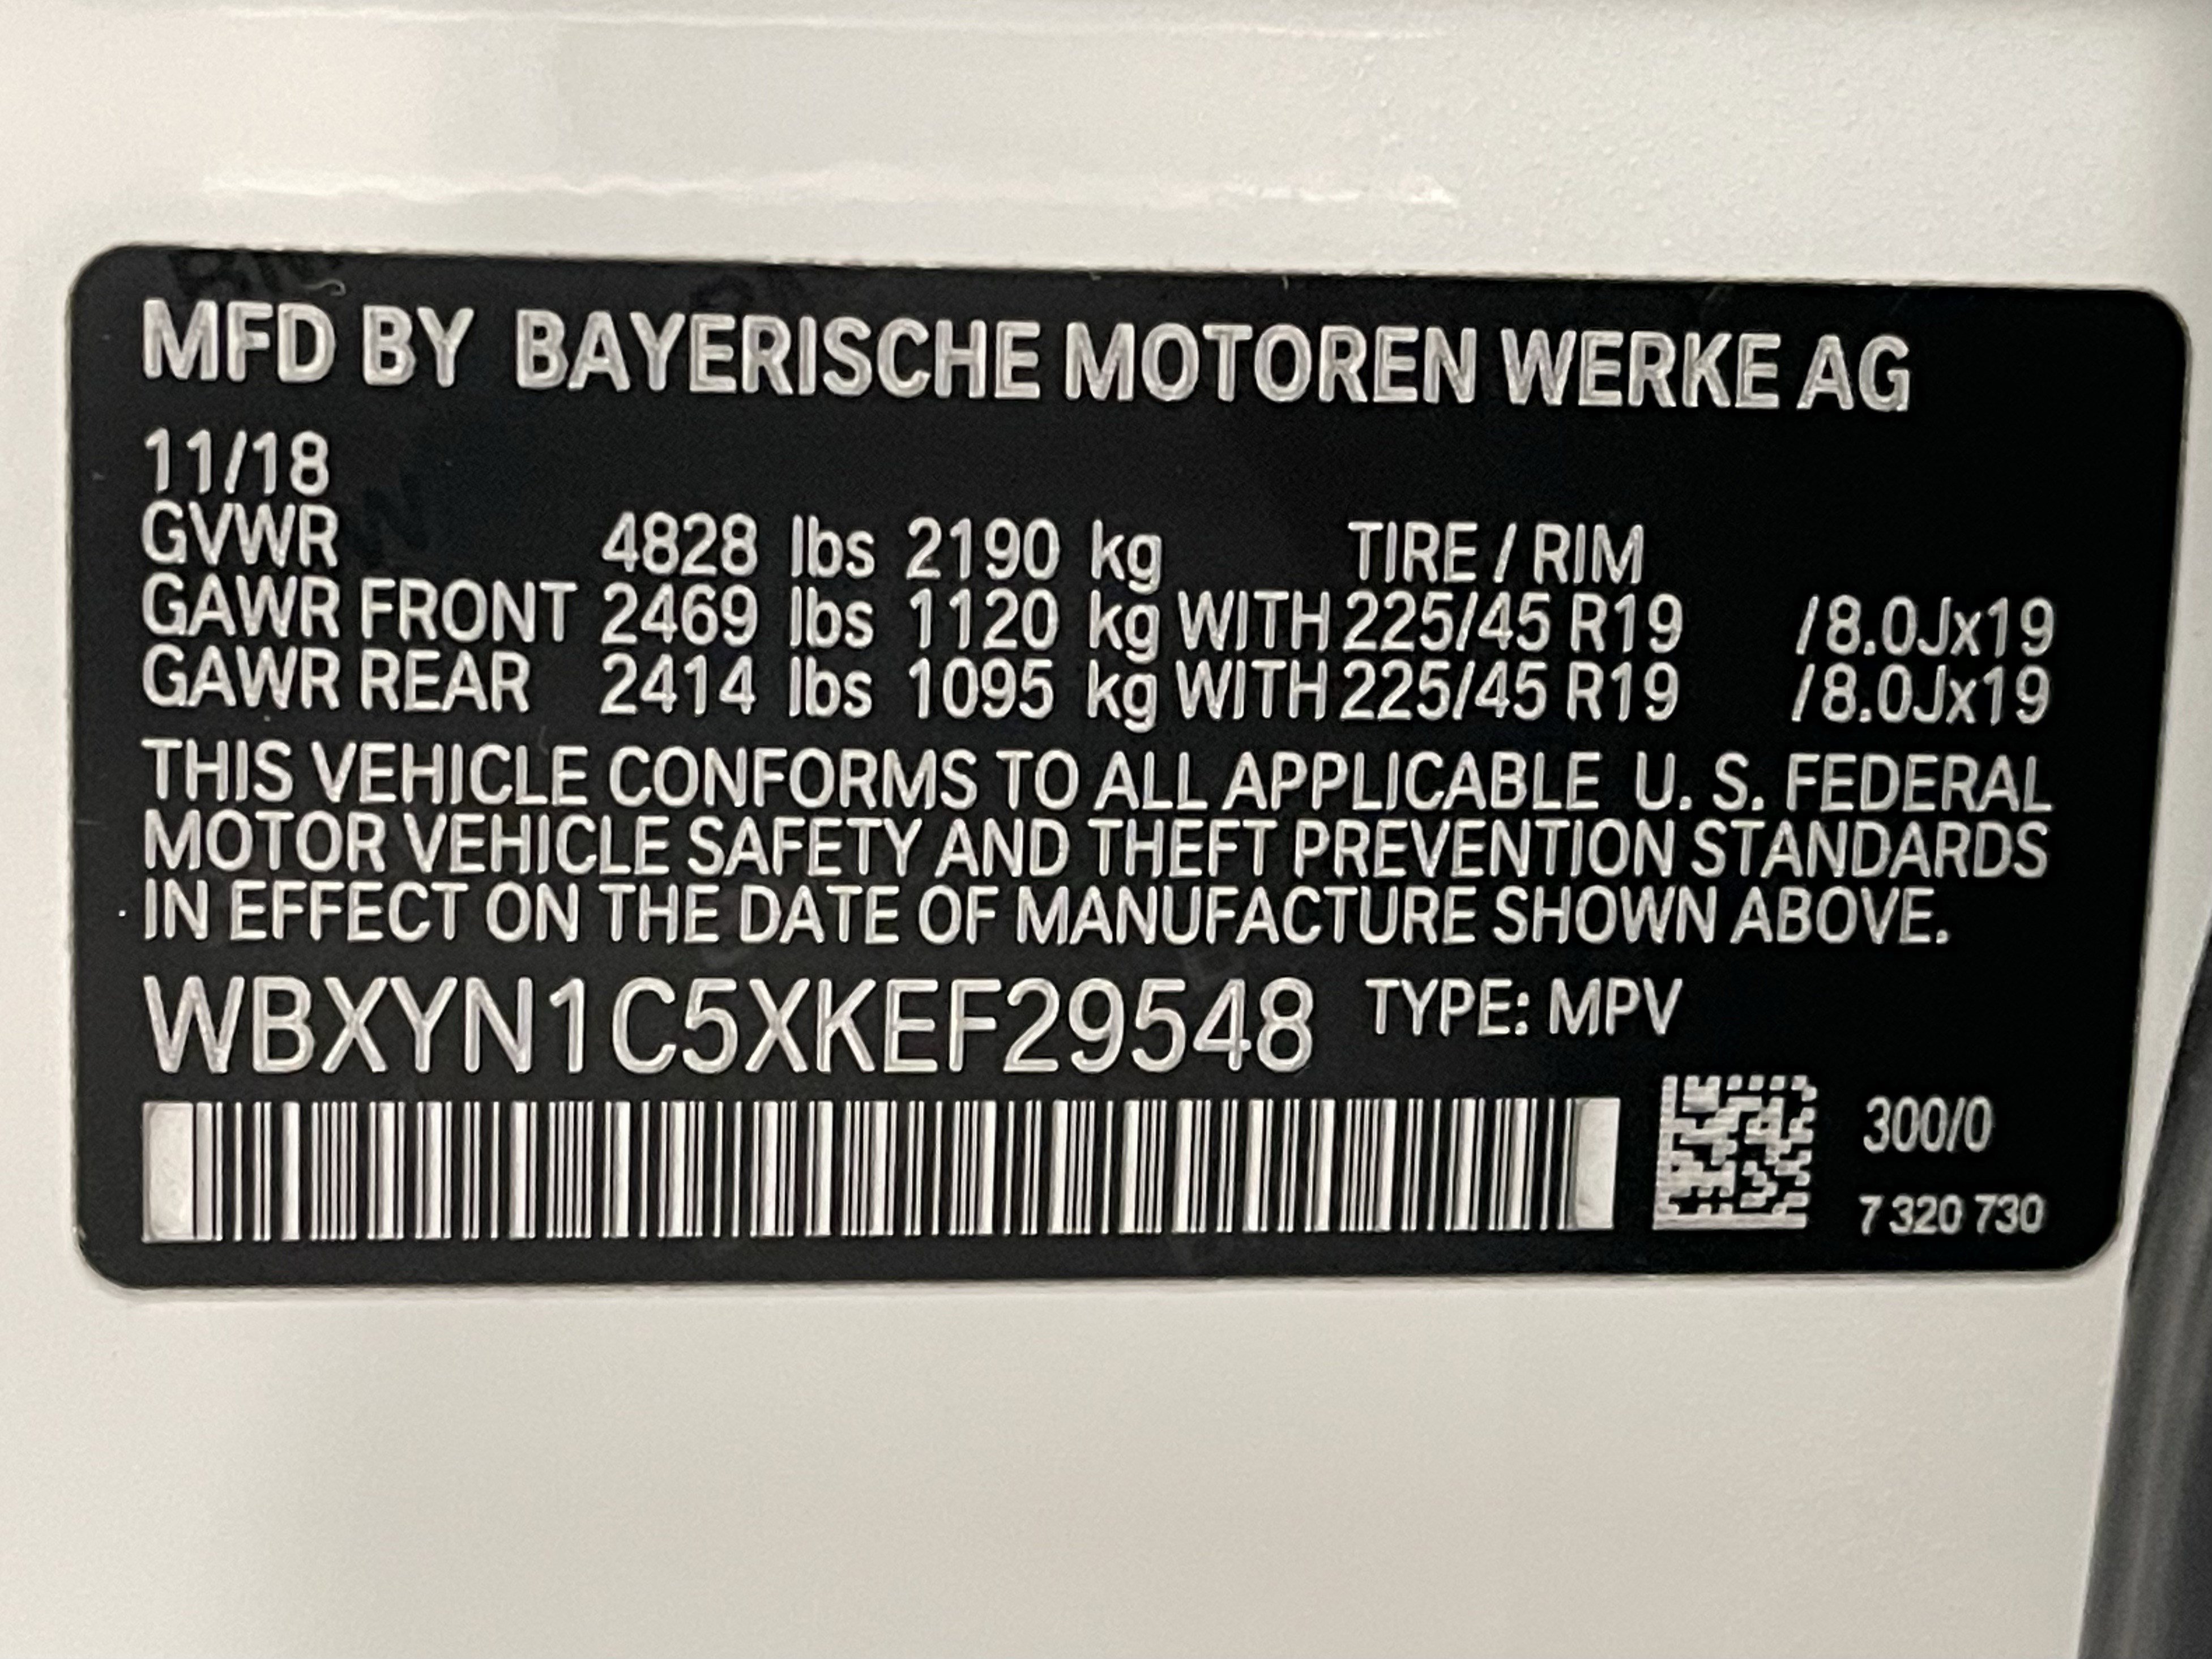 MFD BY BAYERISCHE MOTOREN WERKE AG
11/18
GVWR 4828 lbs 2190 kg TIRE / RIM
GAWR FRONT 2469 lbs 1120 kg WITH 225/45 R19 /8.0Jx19
GAWR REAR 2414 lbs 1095 kg WITH 225/45 R19 /8.0Jx19
THIS VEHICLE CONFORMS TO ALL APPLICABLE U. S. FEDERAL
MOTOR VEHICLE SAFETY AND THEFT PREVENTION STANDARDS
IN EFFECT ON THE DATE OF MANUFACTURE SHOWN ABOVE.
WBXYN1C5XKEF29548 TYPE: MPV
300/0
7 320 730